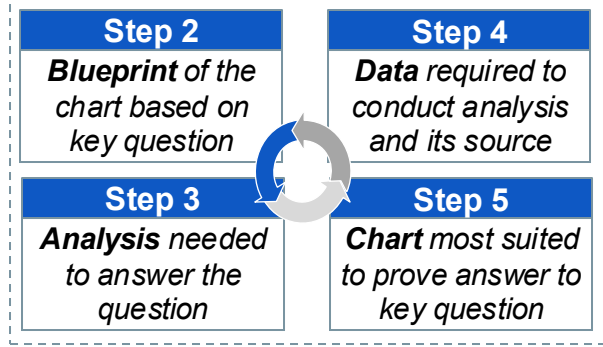 Step 2
Blueprint of the
chart based on
key question
Step 4
Data required to
conduct analysis
and its source
Step 3
Analysis needed
to answer the
question
Step 5
Chart most suited
to prove answer to
key question